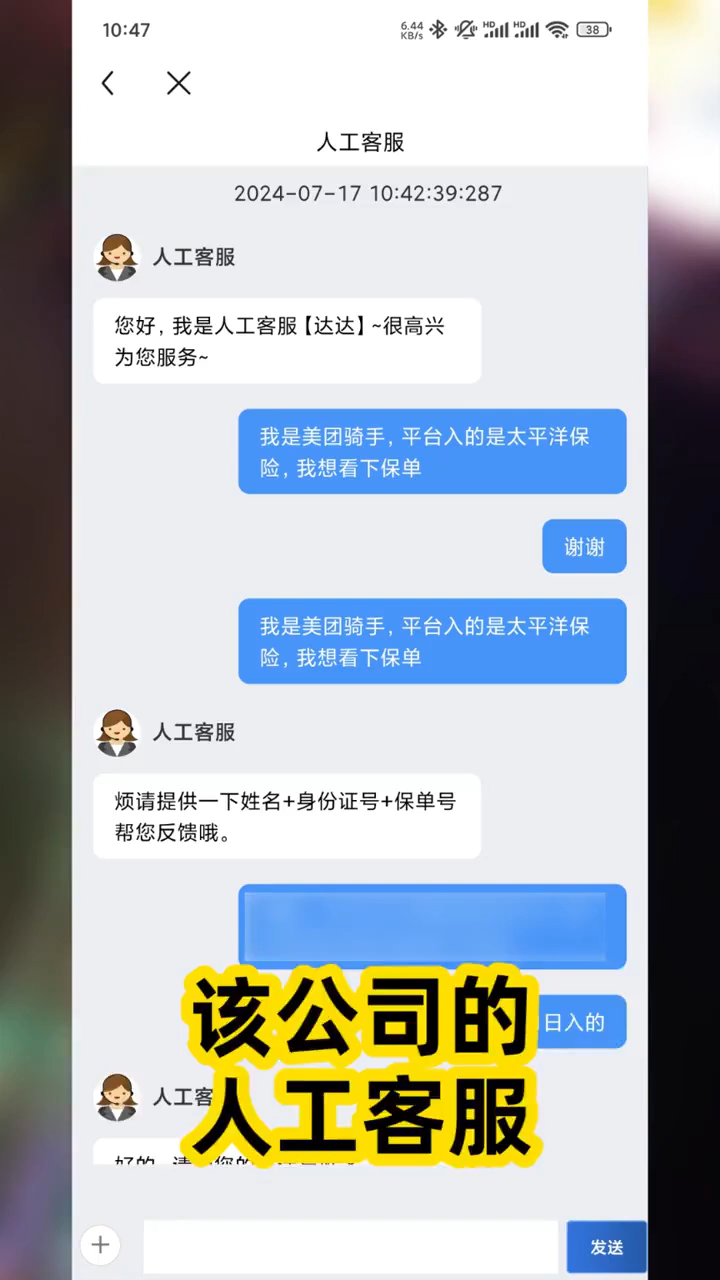 10:47
6.44
KB/s
HD
HD
38
人工客服
2024-07-17 10:42:39:287
人工客服
您好，我是人工客服【达达】~很高兴
为您服务~
我是美团骑手，平台入的是太平洋保
险，我想看下保单
谢谢
我是美团骑手，平台入的是太平洋保
险，我想看下保单
人工客服
烦请提供一下姓名+身份证号+保单号
帮您反馈哦。
日入的
人工客
该公司的
人工客服
发送